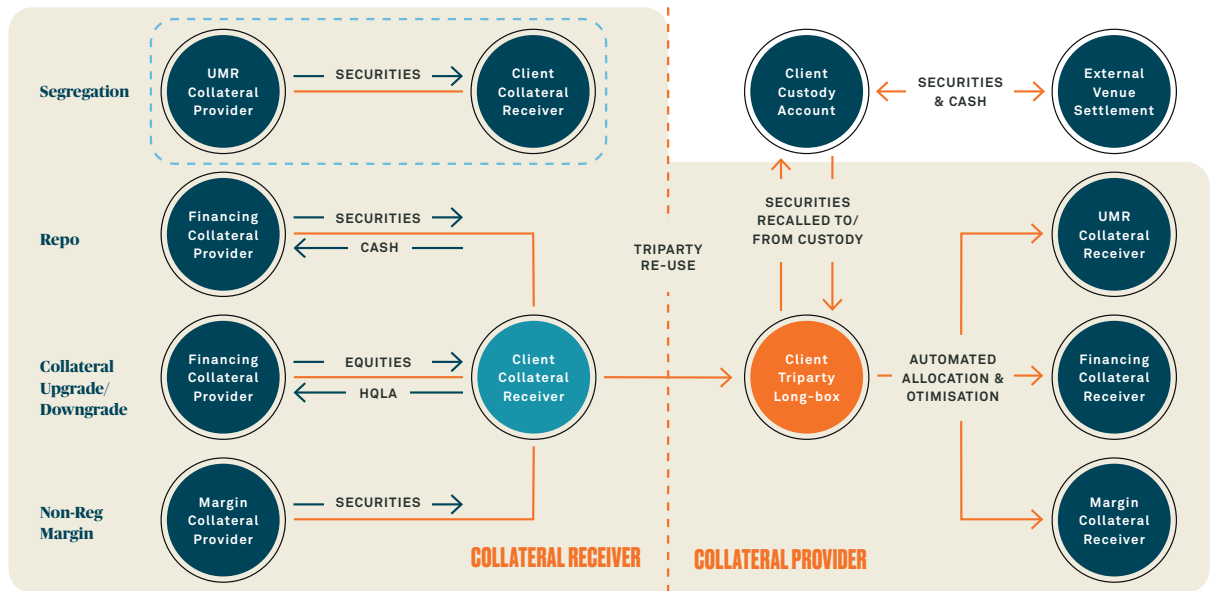 Segregation
UMR
Collateral
Provider
SECURITIES
Client
Collateral
Receiver
Client
Custody
Account
SECURITIES
& CASH
External
Venue
Settlement
Repo
Financing
Collateral
Provider
SECURITIES
CASH
TRIPARTY
RE-USE
SECURITIES
RECALLED TO/
FROM CUSTODY
UMR
Collateral
Receiver
Collateral
Upgrade/
Downgrade
Financing
Collateral
Provider
EQUITIES
HQLA
Client
Collateral
Receiver
Client
Triparty
Long-box
AUTOMATED
ALLOCATION &
OTIMISATION
Financing
Collateral
Receiver
Non-Reg
Margin
Margin
Collateral
Provider
SECURITIES
Margin
Collateral
Receiver
COLLATERAL RECEIVER
COLLATERAL PROVIDER